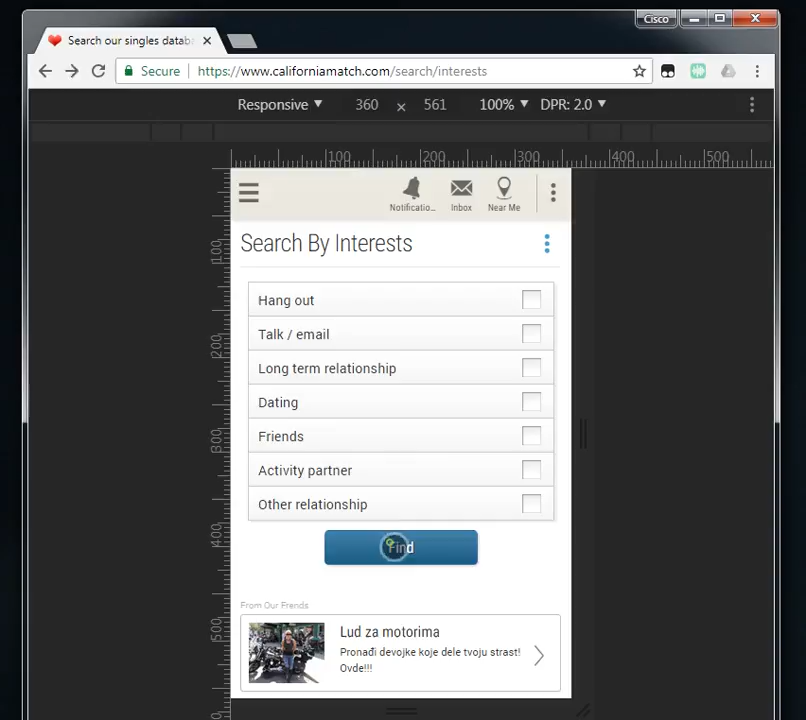 Cisco
Search our singles databa
Secure https://www.californiamatch.com/search/interests
Responsive 360 × 561 100% DPR: 2.0
100 200 300 400 500
100
200
300
400
500
Notificatio... Inbox Near Me
Search By Interests
Hang out
Talk / email
Long term relationship
Dating
Friends
Activity partner
Other relationship
Find
From Our Frends
Lud za motorima
Pronađi devojke koje dele tvoju strast!
Ovde!!!